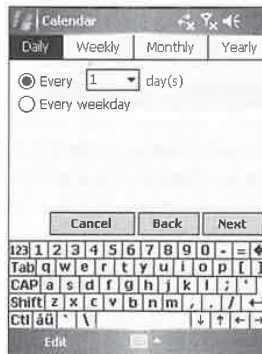 Calendar
Daily Weekly Monthly Yearly
Every 1 day(s)
Every weekday
Cancel Back Next
123 1 2 3 4 5 6 7 8 9 0 - =
Tab q w e r t y u i o p [ ]
CAP a s d f g h j k l ; '
Shift z x c v b n m , . /
Ctl áü ` \
Edit